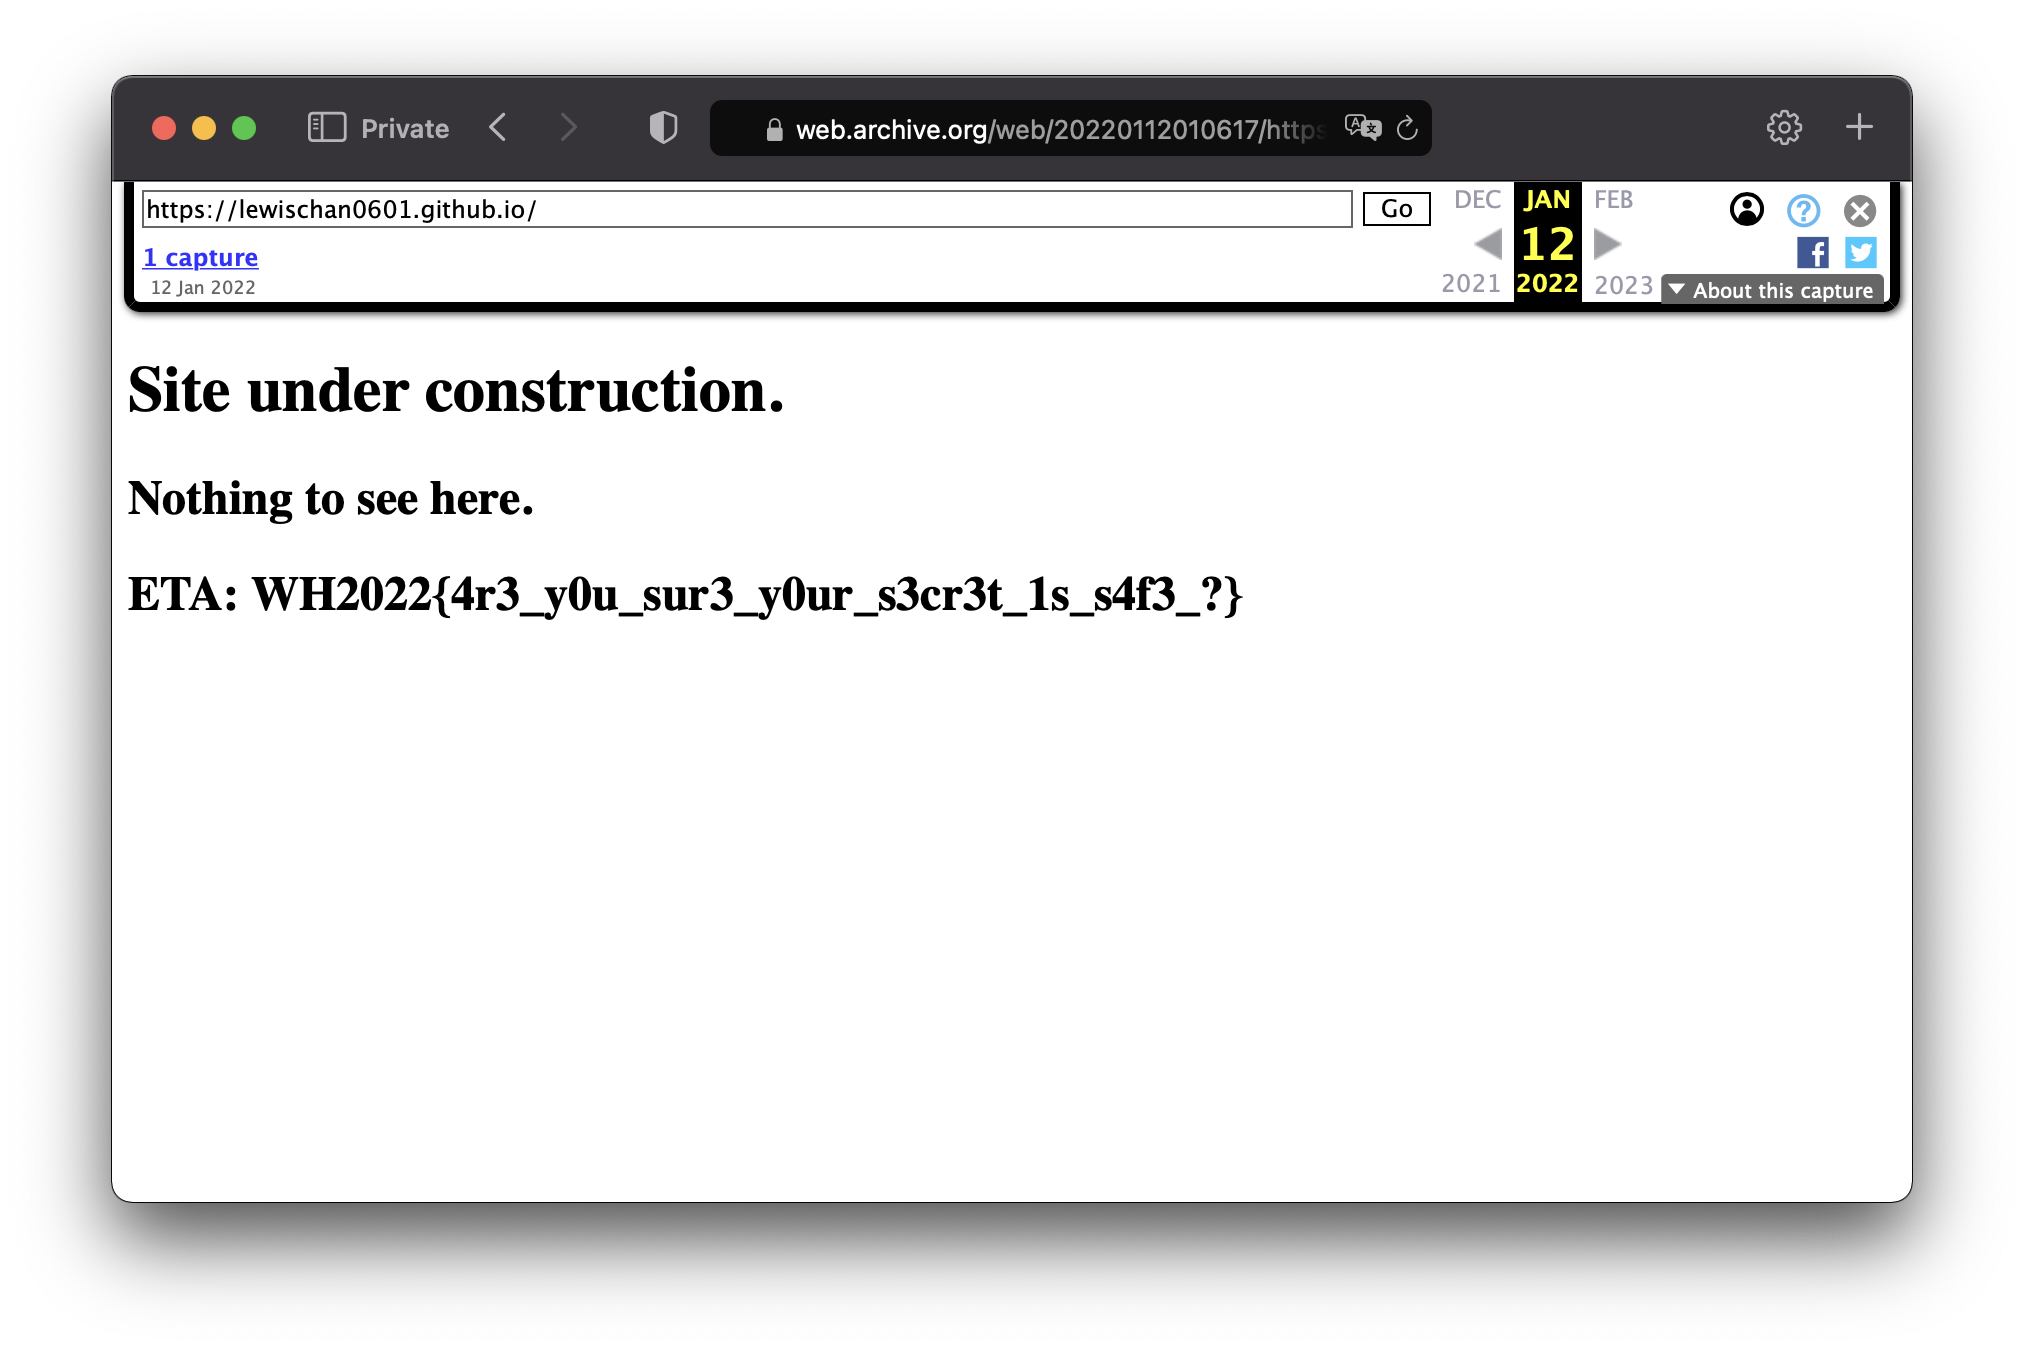 Private
web.archive.org/web/20220112010617/https
https://lewischan0601.github.io/
Go
DEC JAN FEB
1 capture
12
12 Jan 2022
2021 2022 2023
About this capture
Site under construction.
Nothing to see here.
ETA: WH2022{4r3_y0u_sur3_y0ur_s3cr3t_1s_s4f3_?}